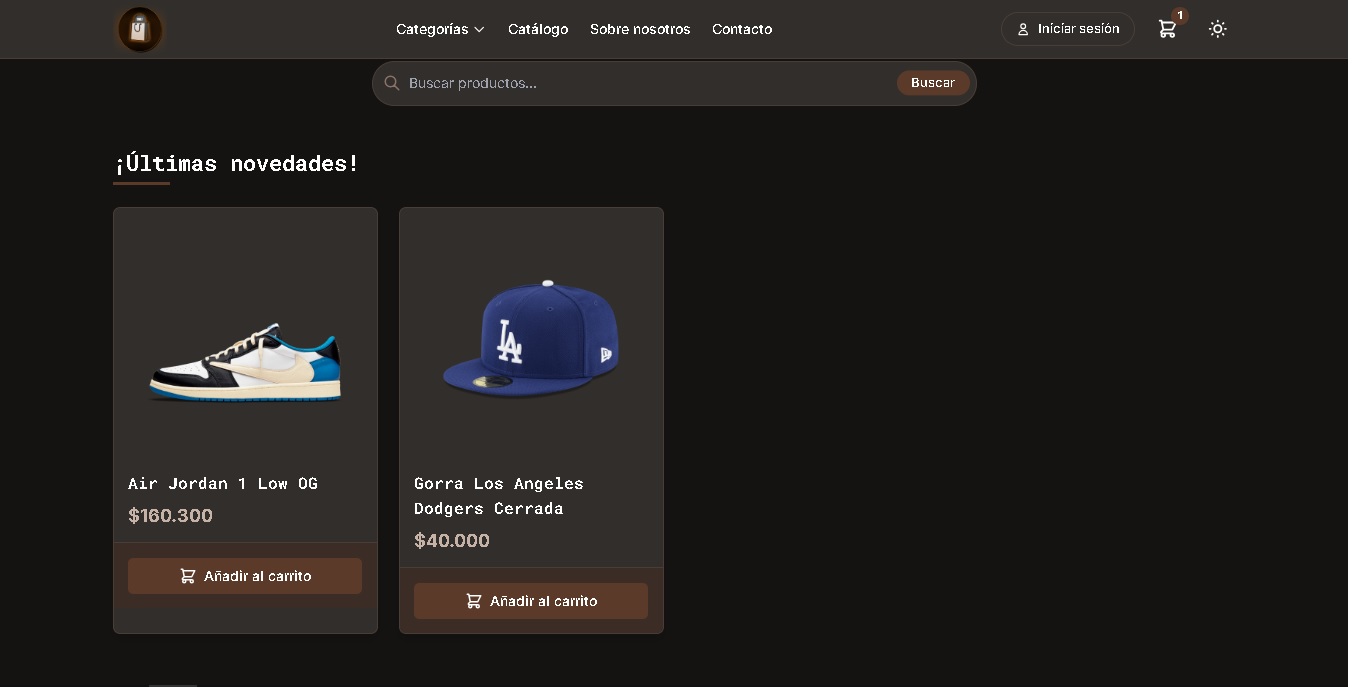 Categorías
Catálogo
Sobre nosotros
Contacto
Iniciar sesión
1
Buscar productos...
Buscar
¡Últimas novedades!
LA
Air Jordan 1 Low OG
$160.300
Añadir al carrito
Gorra Los Angeles
Dodgers Cerrada
$40.000
Añadir al carrito